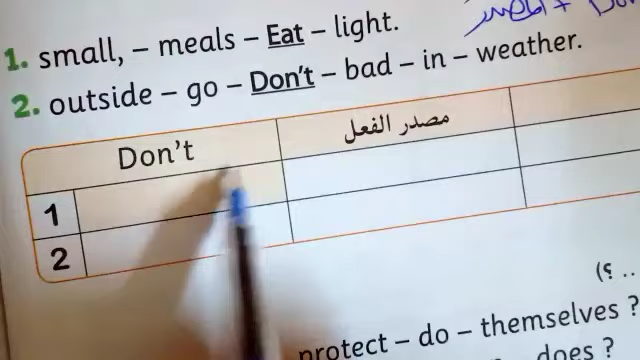 1. small, – meals – Eat – light.
2. outside – go – Don't – bad – in – weather.
Don't
مصدر الفعل
1
2
.. ؟)
protect – do – themselves ?
does ?